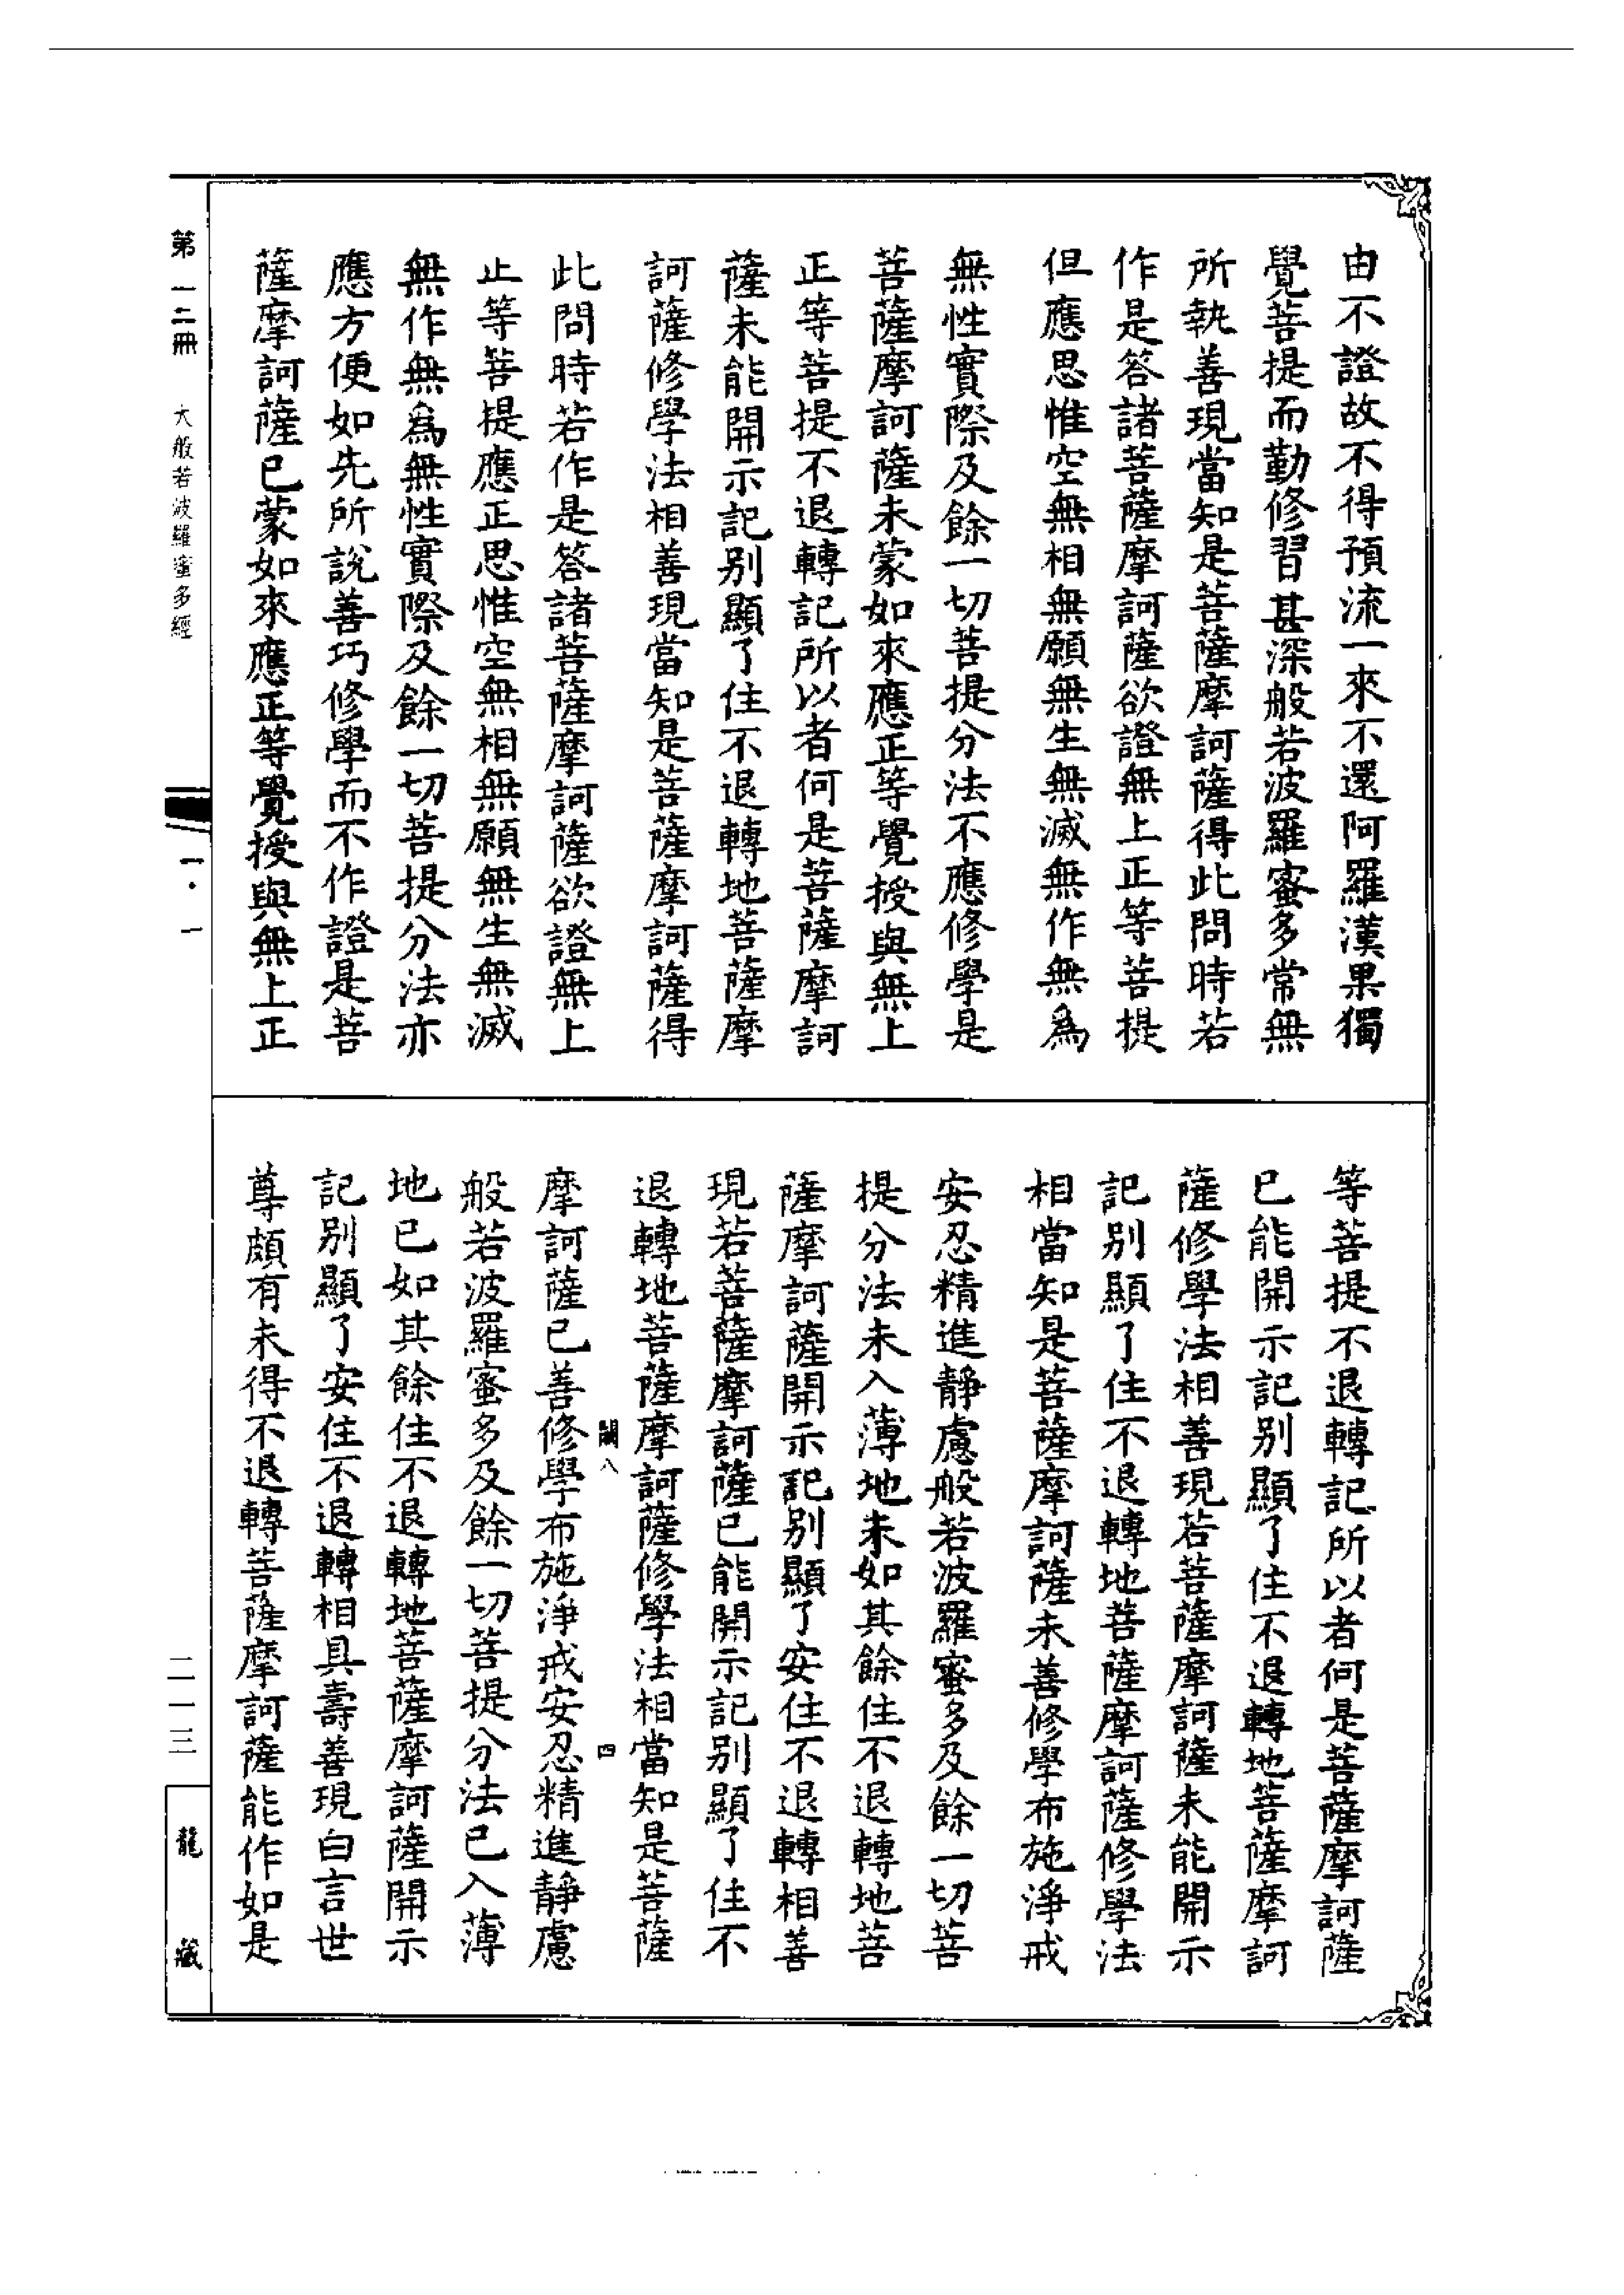 由不證故不得預流一來不還阿羅漢果獨
覺菩提而勤修習甚深般若波羅蜜多常無
所執善現當知是菩薩摩訶薩得此問時若
作是答諸菩薩摩訶薩欲證無上正等菩提
但應思惟空無相無願無生無滅無作無為
無性實際及餘一切菩提分法不應修學是
菩薩摩訶薩未蒙如來應正等覺授與無上
正等菩提不退轉記所以者何是菩薩摩訶
薩未能開示記別顯了住不退轉地菩薩摩
訶薩修學法相善現當知是菩薩摩訶薩得
此問時若作是答諸菩薩摩訶薩欲證無上
正等菩提應正思惟空無相無願無生無滅
無作無為無性實際及餘一切菩提分法亦
應方便如先所說善巧修學而不作證是菩
薩摩訶薩已蒙如來應正等覺授與無上正
等菩提不退轉記所以者何是菩薩摩訶薩
已能開示記別顯了住不退轉地菩薩摩訶
薩修學法相善現若菩薩摩訶薩未能開示
記別顯了住不退轉地菩薩摩訶薩修學法
相當知是菩薩摩訶薩未善修學布施淨戒
安忍精進靜慮般若波羅蜜多及餘一切菩
提分法未入薄地未如其餘住不退轉地菩
薩摩訶薩開示記別顯了安住不退轉相善
現若菩薩摩訶薩已能開示記別顯了住不
退轉地菩薩摩訶薩修學法相當知是菩薩
闕八 四
摩訶薩已善修學布施淨戒安忍精進靜慮
般若波羅蜜多及餘一切菩提分法已入薄
地已如其餘住不退轉地菩薩摩訶薩開示
記別顯了安住不退轉相具壽善現白言世
尊頗有未得不退轉菩薩摩訶薩能作如是
第一二冊 大般若波羅蜜多經
一·一
二一三
龍藏